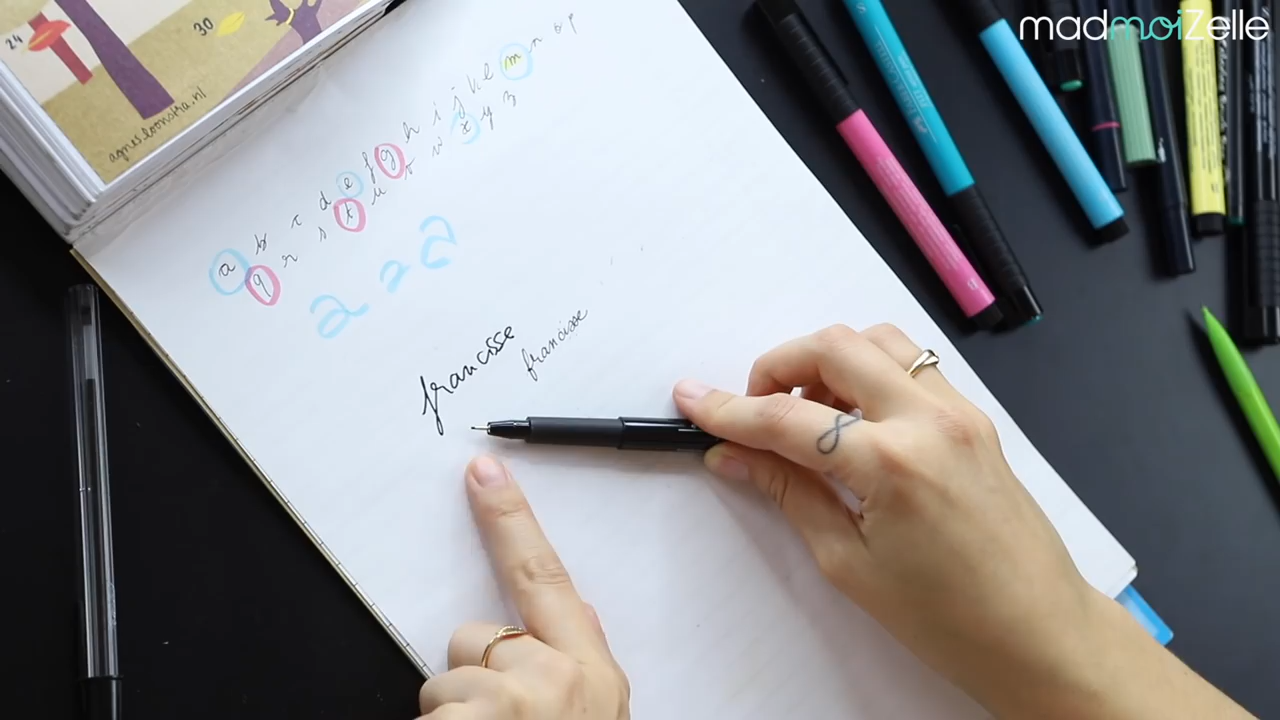 madmoiZelle
24
30
agnes.loonstra.nl
a b c d e f g h i j k l m n o p
q r s t u v w x y z
a a a
francisse
francisse